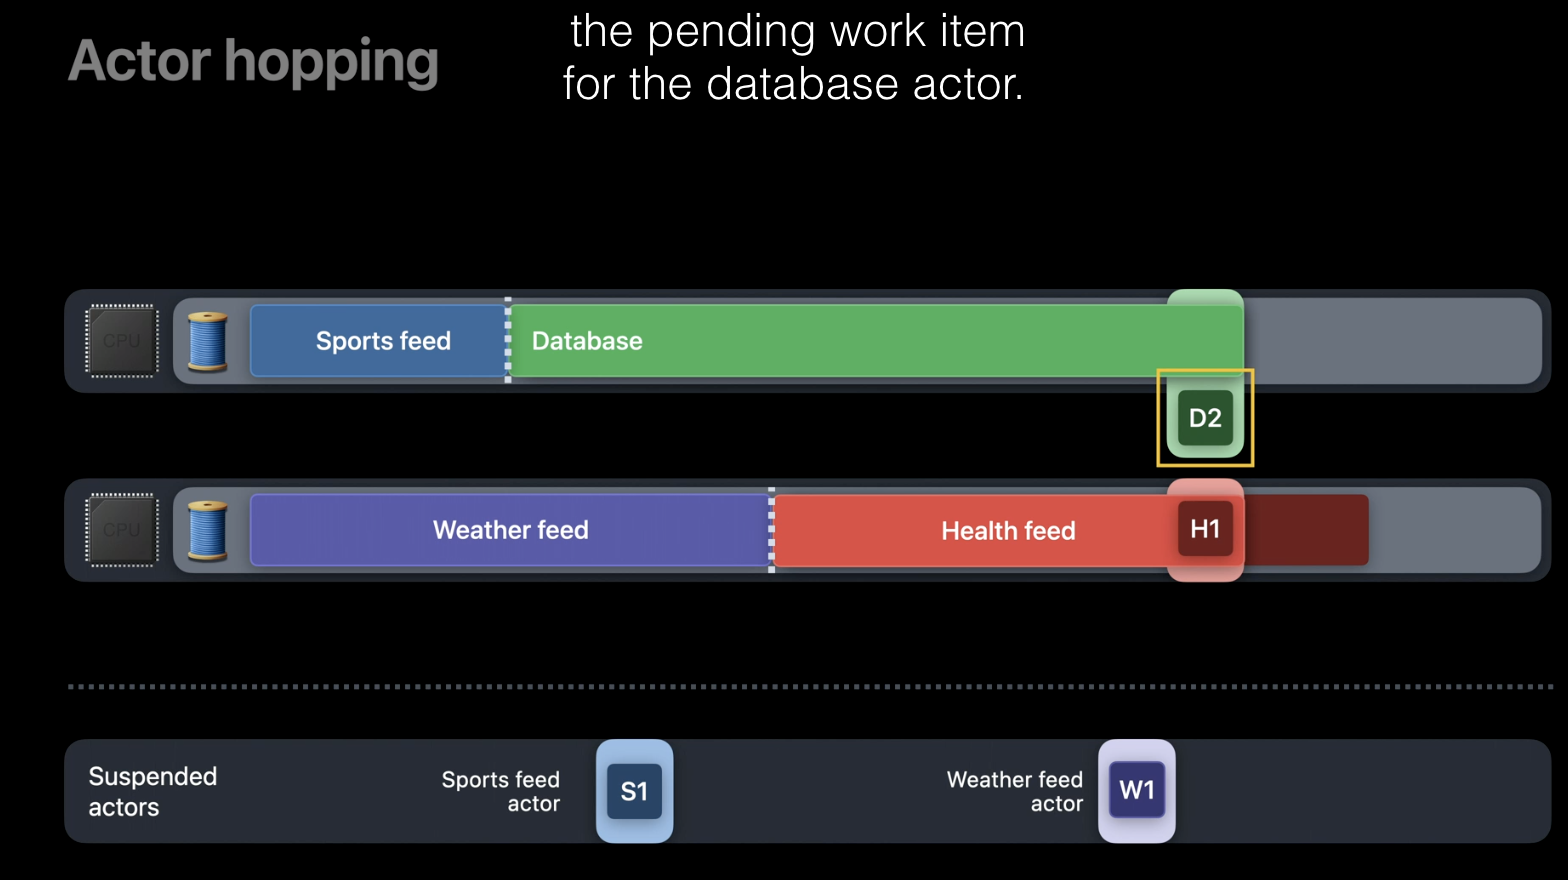 Actor hopping
the pending work item
for the database actor.
CPU
Sports feed
Database
D2
CPU
Weather feed
Health feed
H1
Suspended
actors
Sports feed
actor
S1
Weather feed
actor
W1